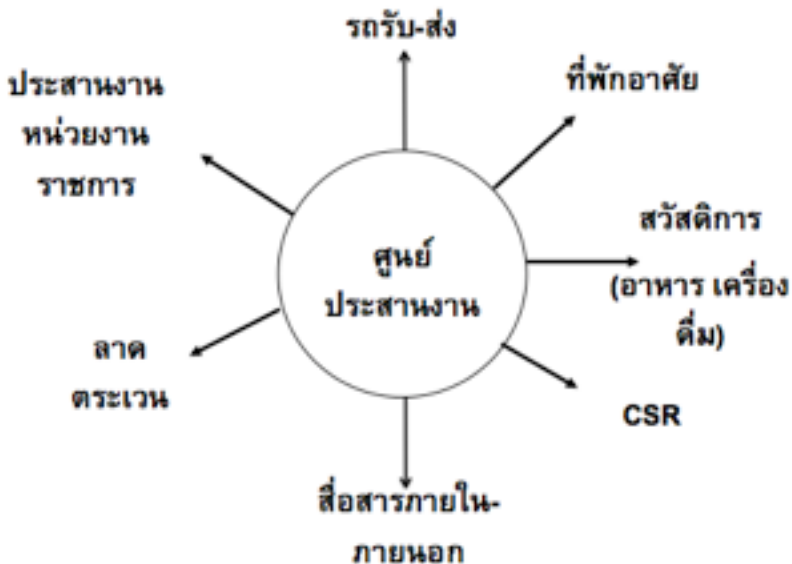 รถรับ-ส่ง
ที่พักอาศัย
ประสานงาน
หน่วยงาน
ราชการ
สวัสดิการ
(อาหาร เครื่อง
ดื่ม)
ศูนย์
ประสานงาน
ลาด
ตระเวน
CSR
สื่อสารภายใน-
ภายนอก